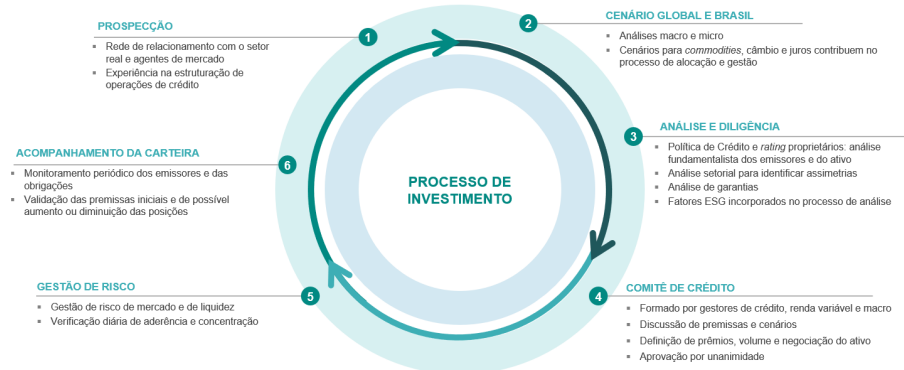 PROSPECÇÃO
1
▪ Rede de relacionamento com o setor
real e agentes de mercado
▪ Experiência na estruturação de
operações de crédito
2
CENÁRIO GLOBAL E BRASIL
▪ Análises macro e micro
▪ Cenários para commodities, câmbio e juros contribuem no
processo de alocação e gestão
3
ANÁLISE E DILIGÊNCIA
▪ Política de Crédito e rating proprietários: análise
fundamentalista dos emissores e do ativo
▪ Análise setorial para identificar assimetrias
▪ Análise de garantias
▪ Fatores ESG incorporados no processo de análise
4
COMITÊ DE CRÉDITO
▪ Formado por gestores de crédito, renda variável e macro
▪ Discussão de premissas e cenários
▪ Definição de prêmios, volume e negociação do ativo
▪ Aprovação por unanimidade
5
GESTÃO DE RISCO
▪ Gestão de risco de mercado e de liquidez
▪ Verificação diária de aderência e concentração
6
ACOMPANHAMENTO DA CARTEIRA
▪ Monitoramento periódico dos emissores e das
obrigações
▪ Validação das premissas iniciais e de possível
aumento ou diminuição das posições
PROCESSO DE
INVESTIMENTO